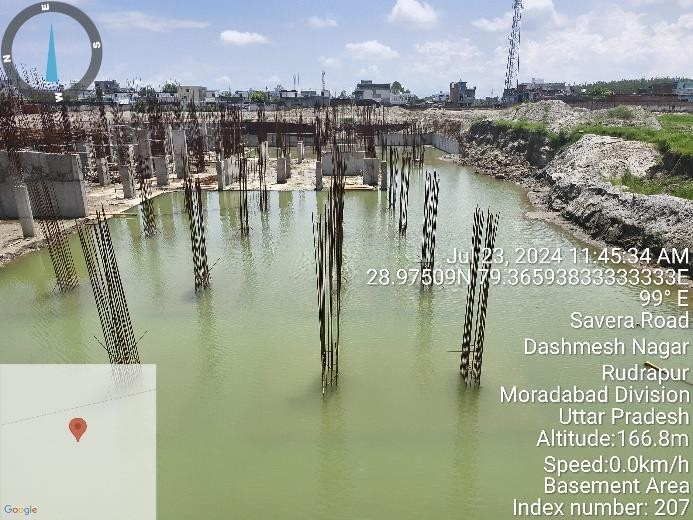 N
E
S
W
Jul 23, 2024 11:45:34 AM
28.97509N 79.36593833333333E
99° E
Savera Road
Dashmesh Nagar
Rudrapur
Moradabad Division
Uttar Pradesh
Altitude:166.8m
Speed:0.0km/h
Basement Area
Index number: 207
Google